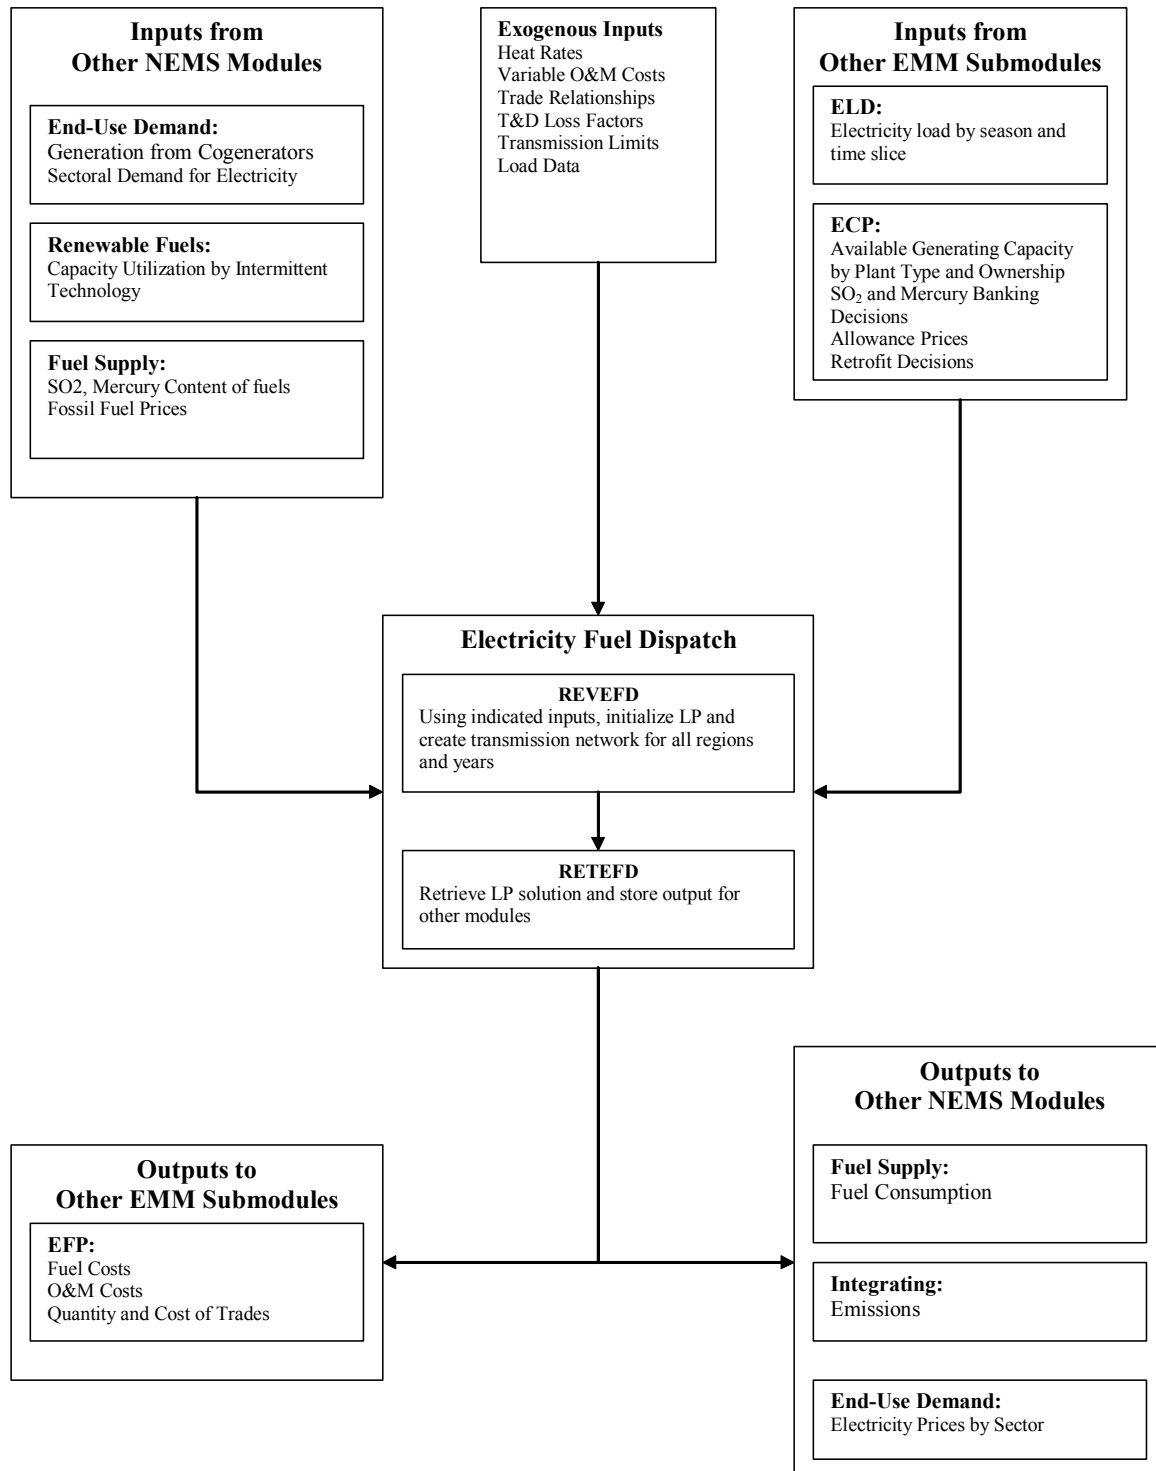 Inputs from
Other NEMS Modules
End-Use Demand:
Generation from Cogenerators
Sectoral Demand for Electricity
Renewable Fuels:
Capacity Utilization by Intermittent
Technology
Fuel Supply:
SO2, Mercury Content of fuels
Fossil Fuel Prices
Exogenous Inputs
Heat Rates
Variable O&M Costs
Trade Relationships
T&D Loss Factors
Transmission Limits
Load Data
Inputs from
Other EMM Submodules
ELD:
Electricity load by season and
time slice
ECP:
Available Generating Capacity
by Plant Type and Ownership
SO₂ and Mercury Banking
Decisions
Allowance Prices
Retrofit Decisions
Electricity Fuel Dispatch
REVEFD
Using indicated inputs, initialize LP and
create transmission network for all regions
and years
RETEFD
Retrieve LP solution and store output for
other modules
Outputs to
Other EMM Submodules
EFP:
Fuel Costs
O&M Costs
Quantity and Cost of Trades
Outputs to
Other NEMS Modules
Fuel Supply:
Fuel Consumption
Integrating:
Emissions
End-Use Demand:
Electricity Prices by Sector